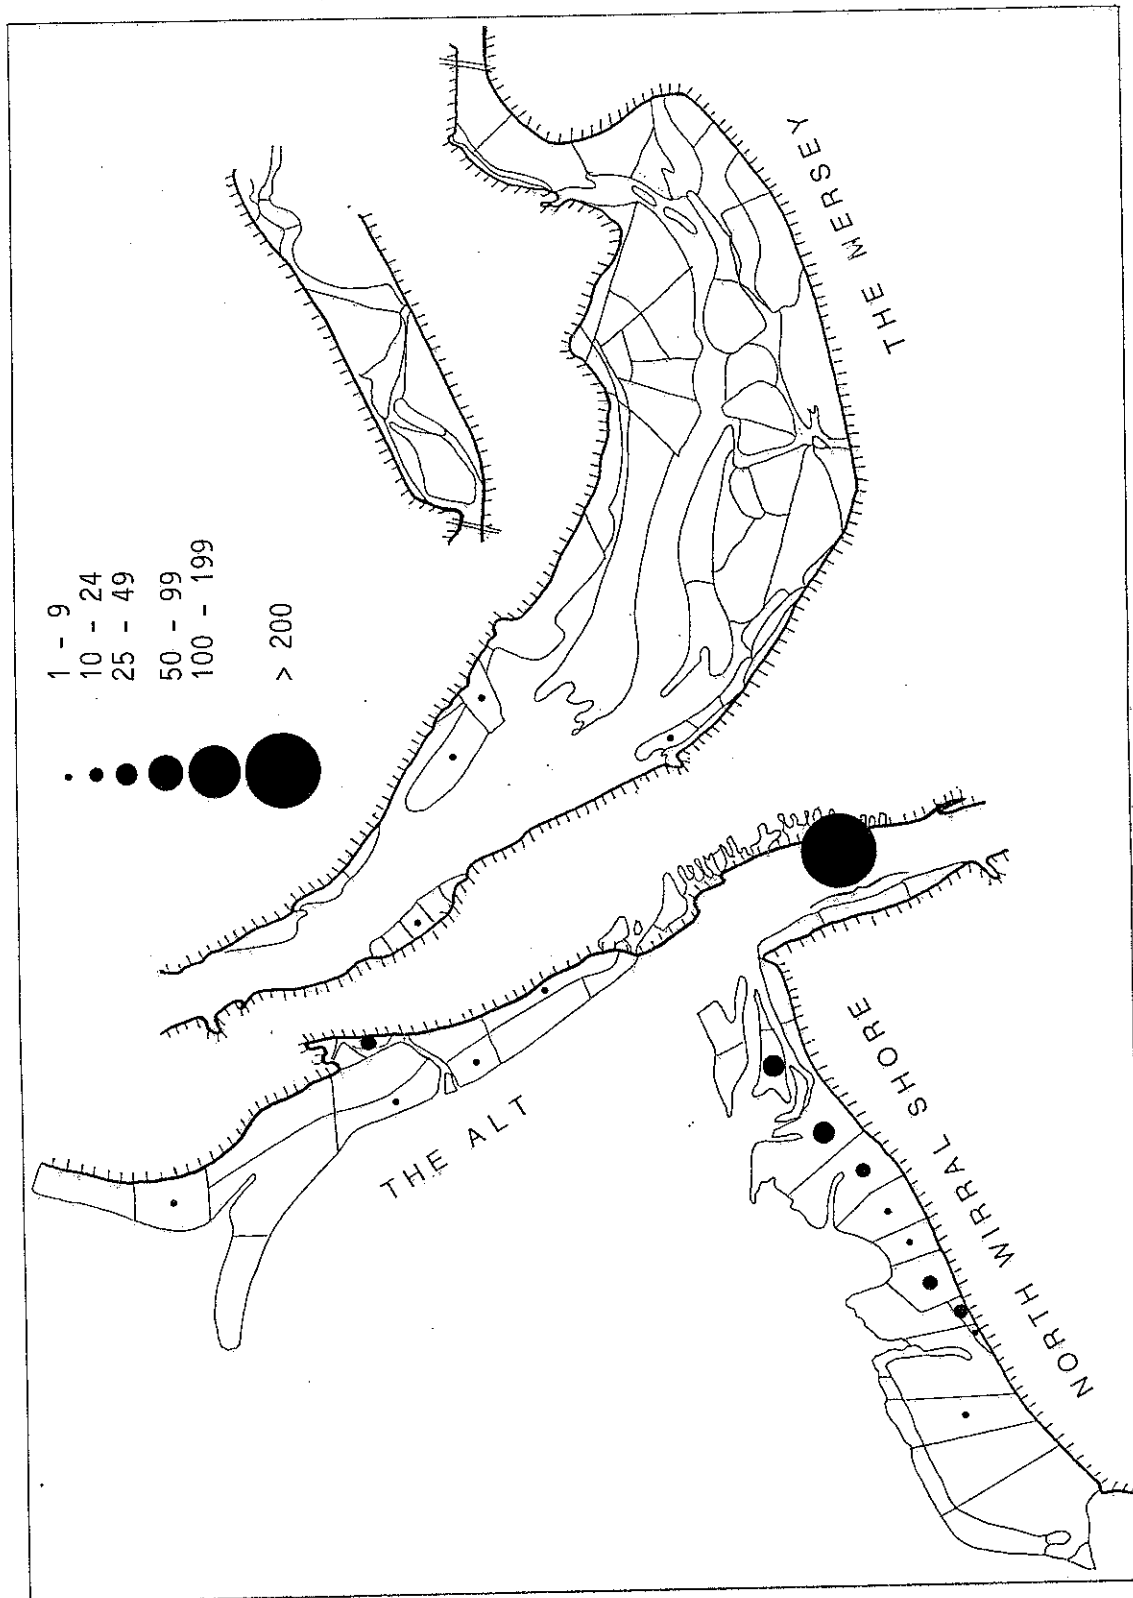 1 - 9
10 - 24
25 - 49
50 - 99
100 - 199
> 200
THE MERSEY
THE ALT
NORTH WIRRAL SHORE